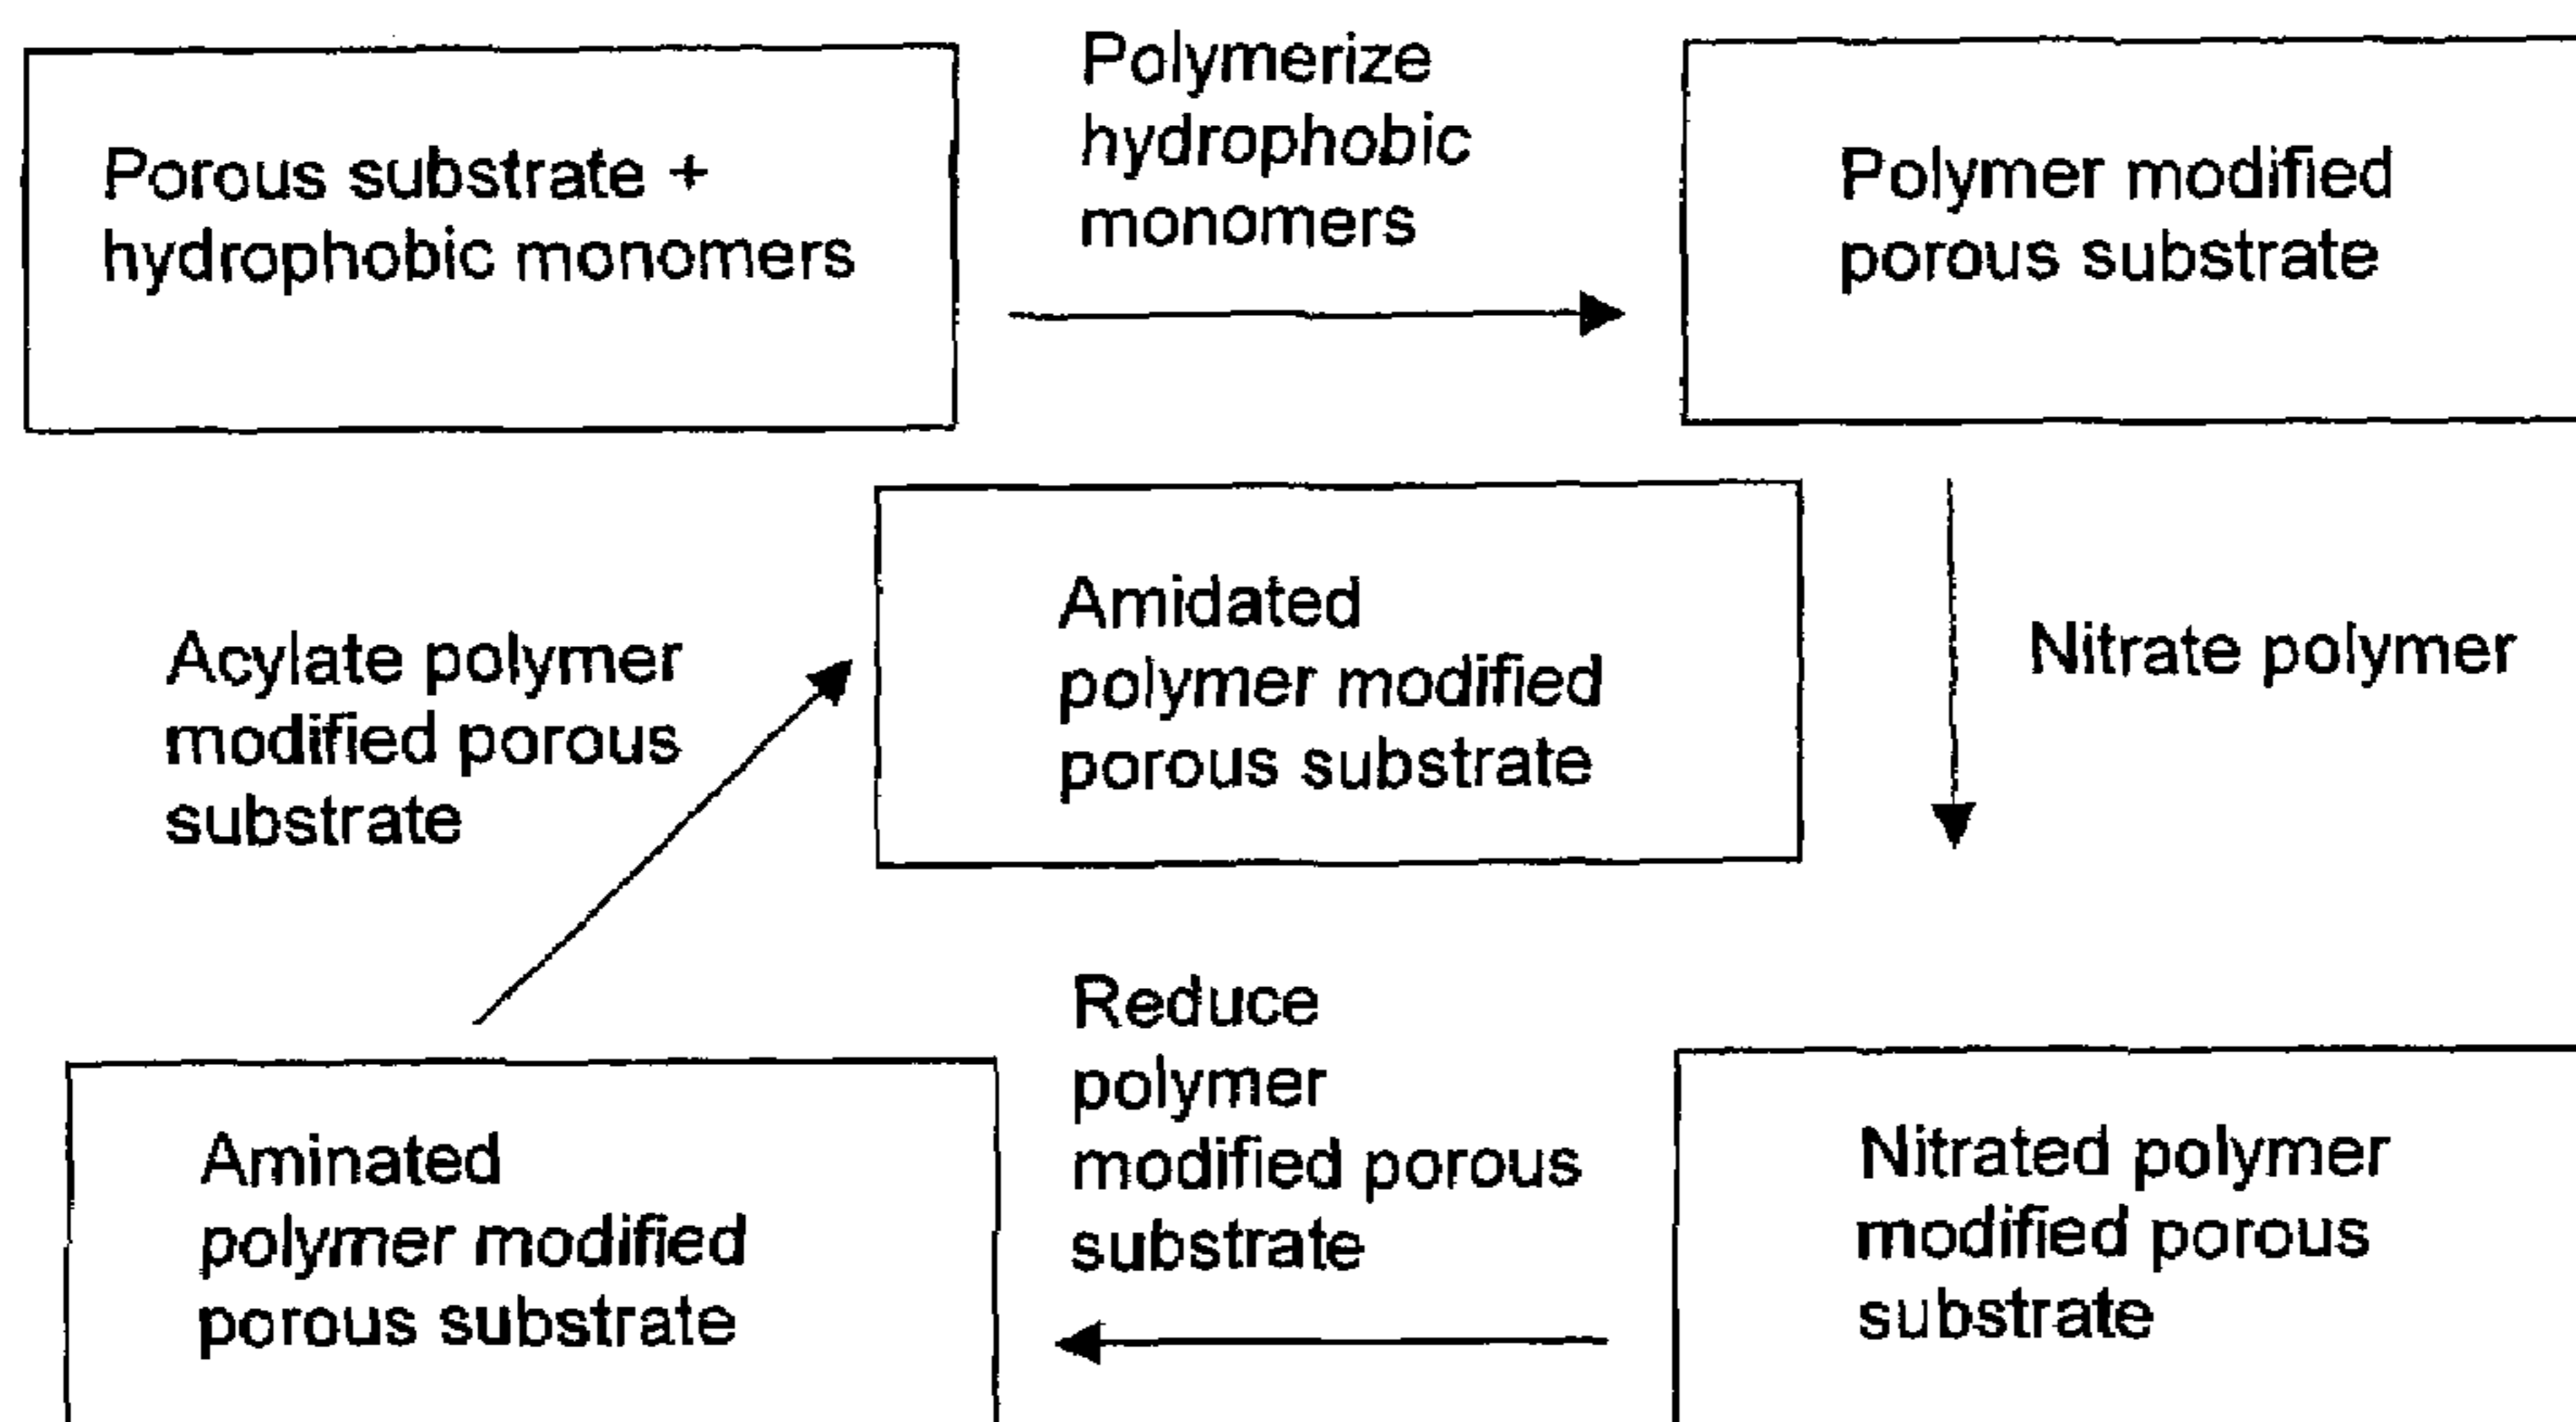 Porous substrate +
hydrophobic monomers
Polymerize
hydrophobic
monomers
Polymer modified
porous substrate
Nitrate polymer
Nitrated polymer
modified porous
substrate
Reduce
polymer
modified porous
substrate
Aminated
polymer modified
porous substrate
Acylate polymer
modified porous
substrate
Amidated
polymer modified
porous substrate